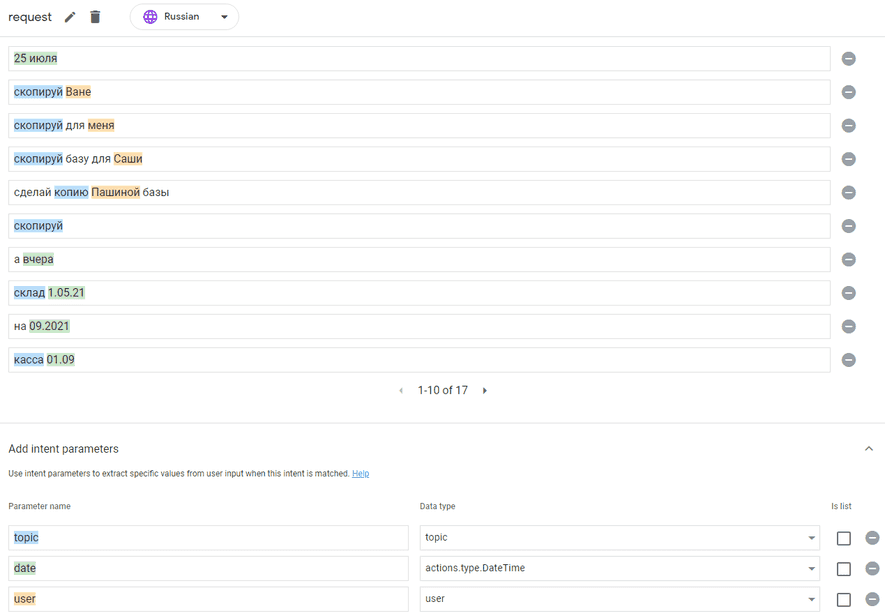 request Russian
25 июля
скопируй Ване
скопируй для меня
скопируй базу для Саши
сделай копию Пашиной базы
скопируй
а вчера
склад 1.05.21
на 09.2021
касса 01.09
1-10 of 17
Add intent parameters
Use intent parameters to extract specific values from user input when this intent is matched. Help
Parameter name Data type Is list
topic topic
date actions.type.DateTime
user user